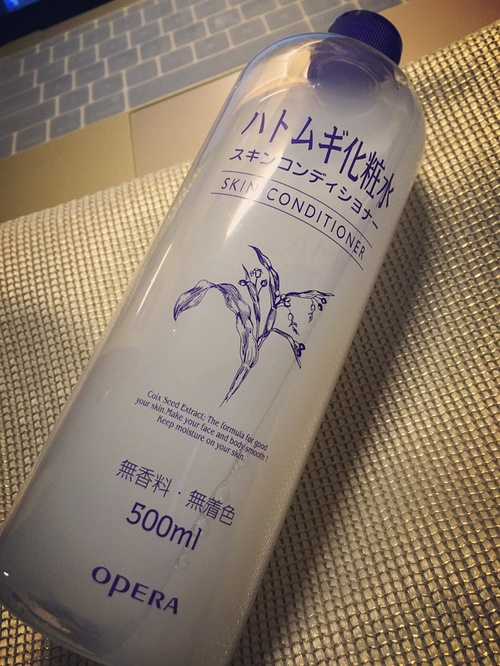 ハトムギ化粧水
スキンコンディショナー
SKIN CONDITIONER
Coix Seed Extract; The formula for good
your skin. Make your face and body smooth!
Keep moisture on your skin.
無香料・無着色
500ml
OPERA